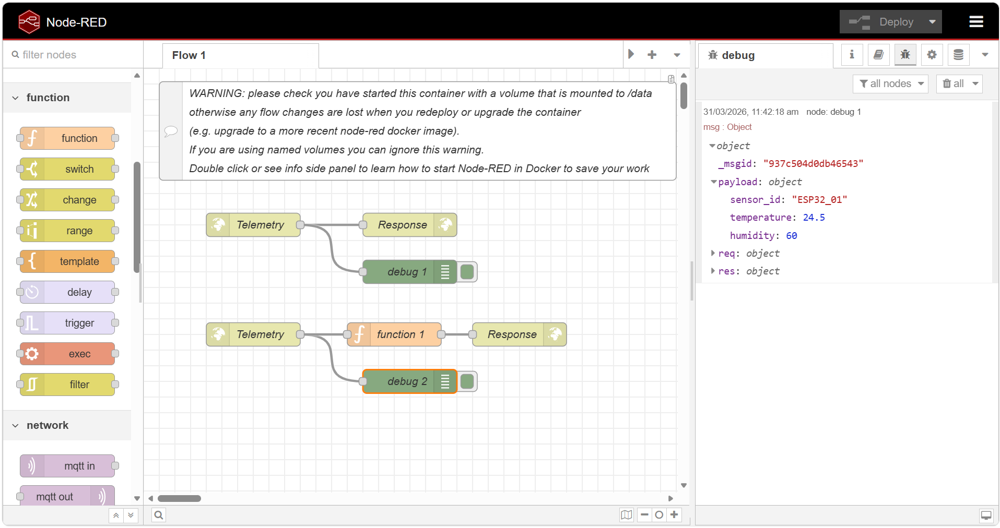 Node-RED
Deploy
filter nodes
Flow 1
debug
all nodes
all
function
function
switch
change
range
template
delay
trigger
exec
filter
network
mqtt in
mqtt out
WARNING: please check you have started this container with a volume that is mounted to /data
otherwise any flow changes are lost when you redeploy or upgrade the container
(e.g. upgrade to a more recent node-red docker image).
If you are using named volumes you can ignore this warning.
Double click or see info side panel to learn how to start Node-RED in Docker to save your work
Telemetry
Response
debug 1
Telemetry
function 1
Response
debug 2
31/03/2026, 11:42:18 am node: debug 1
msg : Object
object
_msgid: "937c504d0db46543"
payload: object
sensor_id: "ESP32_01"
temperature: 24.5
humidity: 60
req: object
res: object